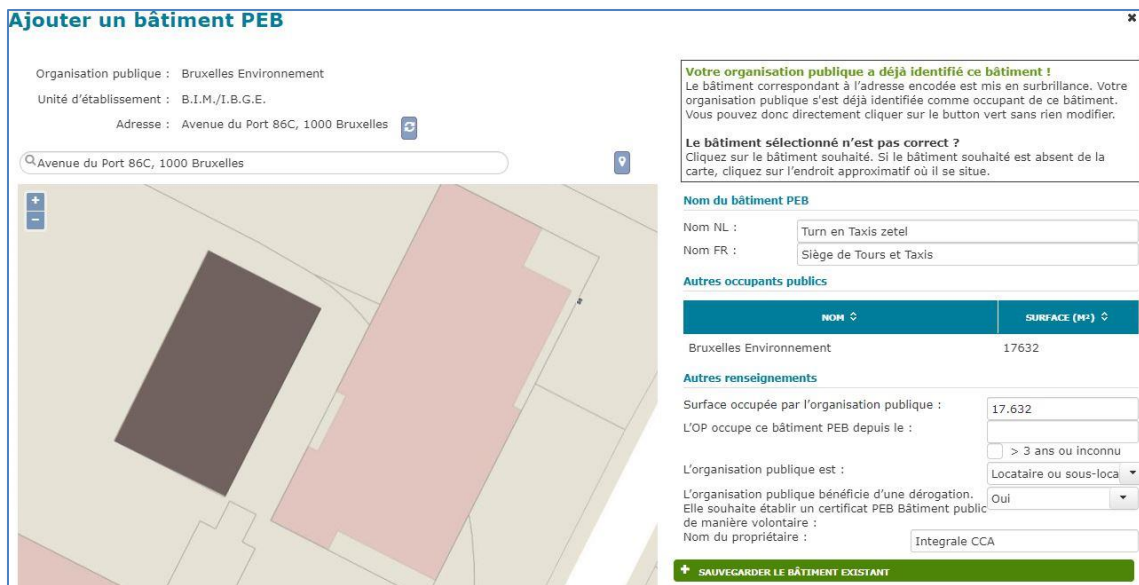 Ajouter un bâtiment PEB
Organisation publique : Bruxelles Environnement
Unité d'établissement : B.I.M./I.B.G.E.
Adresse : Avenue du Port 86C, 1000 Bruxelles
Avenue du Port 86C, 1000 Bruxelles
+
−
Votre organisation publique a déjà identifié ce bâtiment !
Le bâtiment correspondant à l'adresse encodée est mis en surbrillance. Votre
organisation publique s'est déjà identifiée comme occupant de ce bâtiment.
Vous pouvez donc directement cliquer sur le button vert sans rien modifier.
Le bâtiment sélectionné n'est pas correct ?
Cliquez sur le bâtiment souhaité. Si le bâtiment souhaité est absent de la
carte, cliquez sur l'endroit approximatif où il se situe.
Nom du bâtiment PEB
Nom NL : Turn en Taxis zetel
Nom FR : Siège de Tours et Taxis
Autres occupants publics
NOM SURFACE (M²)
Bruxelles Environnement 17632
Autres renseignements
Surface occupée par l'organisation publique : 17.632
L'OP occupe ce bâtiment PEB depuis le :
> 3 ans ou inconnu
L'organisation publique est : Locataire ou sous-loca
L'organisation publique bénéficie d'une dérogation. Oui
Elle souhaite établir un certificat PEB Bâtiment public
de manière volontaire :
Nom du propriétaire : Integrale CCA
+ SAUVEGARDER LE BÂTIMENT EXISTANT